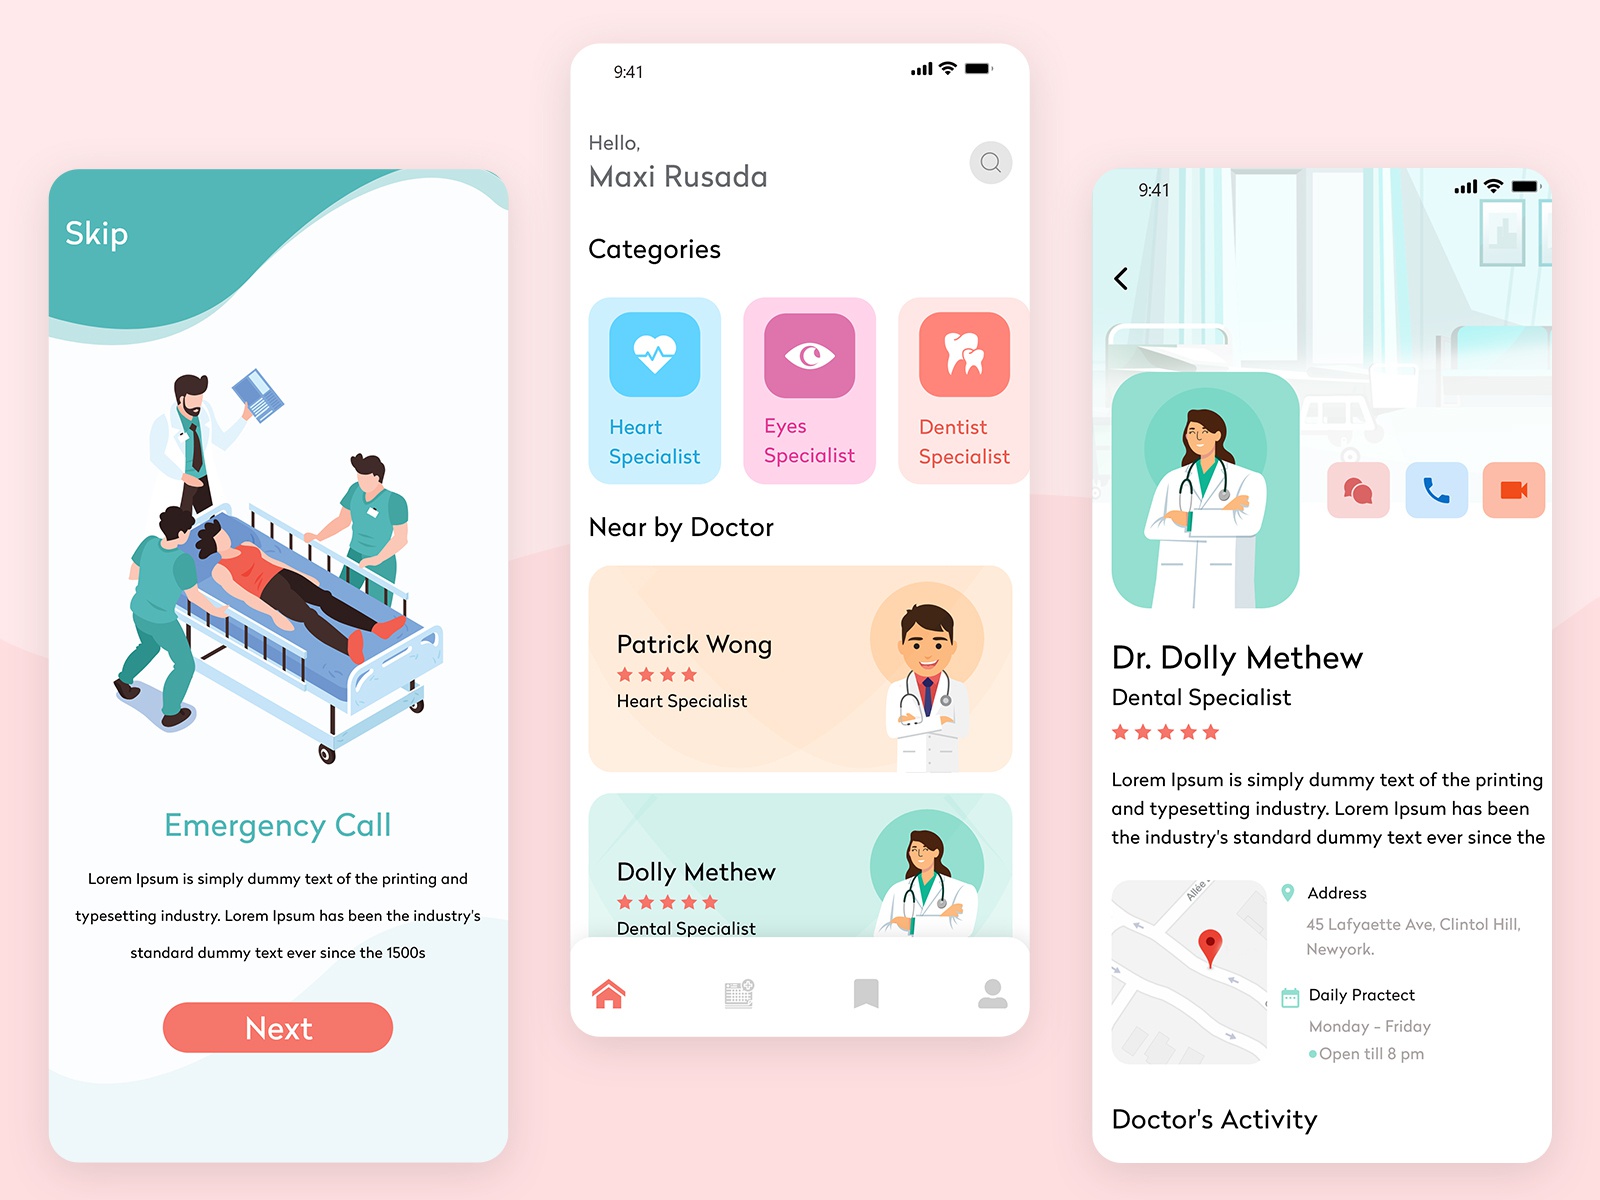 Skip
Emergency Call
Lorem Ipsum is simply dummy text of the printing and
typesetting industry. Lorem Ipsum has been the industry's
standard dummy text ever since the 1500s
Next
9:41
Hello,
Maxi Rusada
Categories
Heart
Specialist
Eyes
Specialist
Dentist
Specialist
Near by Doctor
Patrick Wong
Heart Specialist
Dolly Methew
Dental Specialist
9:41
Dr. Dolly Methew
Dental Specialist
Lorem Ipsum is simply dummy text of the printing
and typesetting industry. Lorem Ipsum has been
the industry's standard dummy text ever since the
Allée
Address
45 Lafyaette Ave, Clintol Hill,
Newyork.
Daily Practect
Monday - Friday
Open till 8 pm
Doctor's Activity